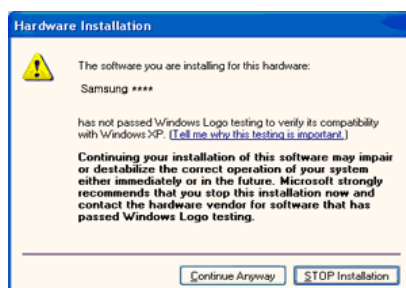 Hardware Installation
The software you are installing for this hardware:
Samsung ****
has not passed Windows Logo testing to verify its compatibility
with Windows XP. (Tell me why this testing is important.)
Continuing your installation of this software may impair
or destabilize the correct operation of your system
either immediately or in the future. Microsoft strongly
recommends that you stop this installation now and
contact the hardware vendor for software that has
passed Windows Logo testing.
Continue Anyway
STOP Installation